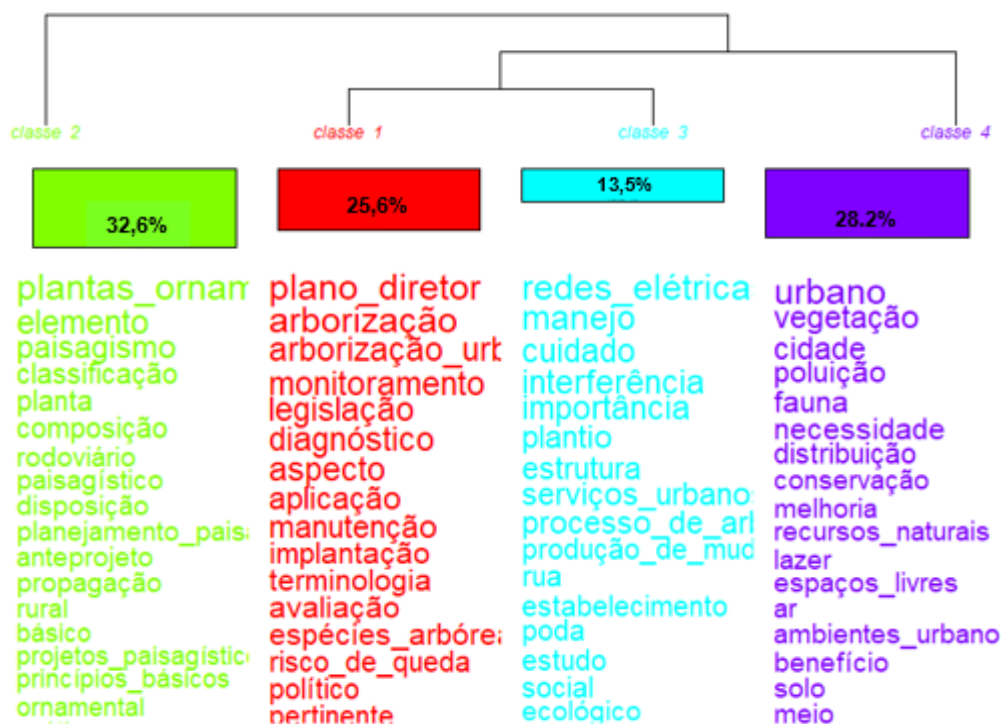 classe 2
classe 1
classe 3
classe 4
32,6%
25,6%
13,5%
28.2%
plantas_ornam
elemento
paisagismo
classificação
planta
composição
rodoviário
paisagístico
disposição
planejamento_pais
anteprojeto
propagação
rural
básico
projetos_paisagístic
princípios_básicos
ornamental
plano_diretor
arborização
arborização_urb
monitoramento
legislação
diagnóstico
aspecto
aplicação
manutenção
implantação
terminologia
avaliação
espécies_arbórea
risco_de_queda
político
pertinente
redes_elétrica
manejo
cuidado
interferência
importância
plantio
estrutura
serviços_urbano
processo_de_arl
produção_de_mud
rua
estabelecimento
poda
estudo
social
ecológico
urbano
vegetação
cidade
poluição
fauna
necessidade
distribuição
conservação
melhoria
recursos_naturais
lazer
espaços_livres
ar
ambientes_urbano
benefício
solo
meio